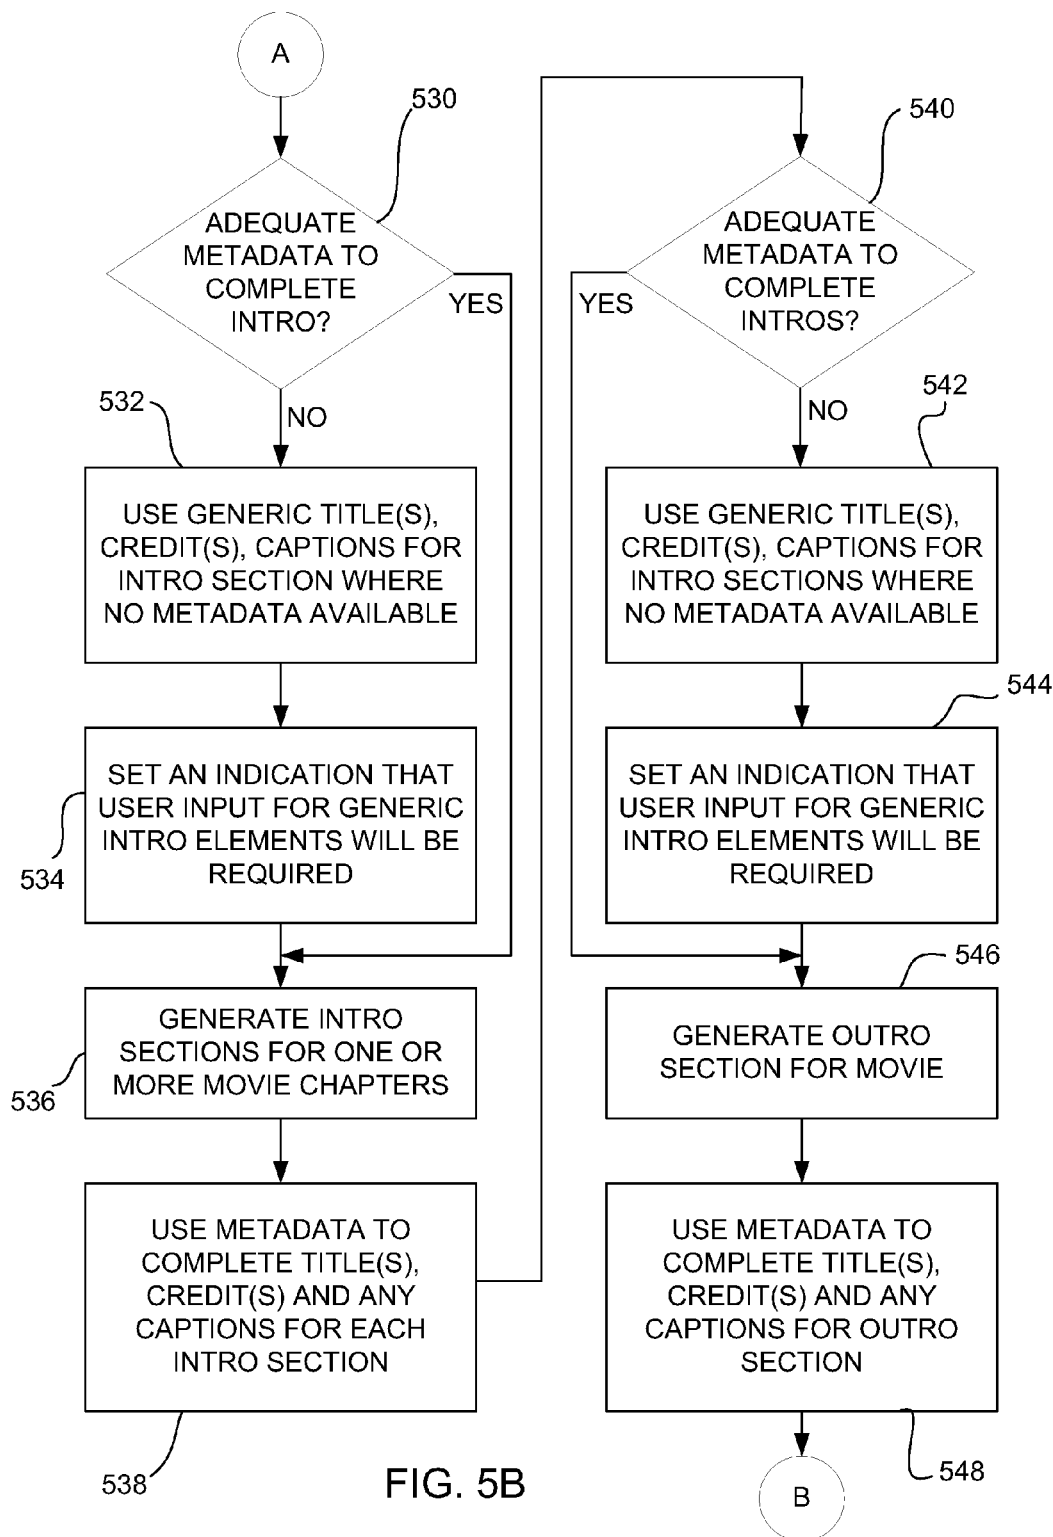 A
530
ADEQUATE
METADATA TO
COMPLETE
INTRO?
YES
NO
532
USE GENERIC TITLE(S),
CREDIT(S), CAPTIONS FOR
INTRO SECTION WHERE
NO METADATA AVAILABLE
SET AN INDICATION THAT
USER INPUT FOR GENERIC
INTRO ELEMENTS WILL BE
REQUIRED
534
GENERATE INTRO
SECTIONS FOR ONE OR
MORE MOVIE CHAPTERS
536
USE METADATA TO
COMPLETE TITLE(S),
CREDIT(S) AND ANY
CAPTIONS FOR EACH
INTRO SECTION
538
540
ADEQUATE
METADATA TO
COMPLETE
INTROS?
YES
NO
542
USE GENERIC TITLE(S),
CREDIT(S), CAPTIONS FOR
INTRO SECTIONS WHERE
NO METADATA AVAILABLE
544
SET AN INDICATION THAT
USER INPUT FOR GENERIC
INTRO ELEMENTS WILL BE
REQUIRED
546
GENERATE OUTRO
SECTION FOR MOVIE
USE METADATA TO
COMPLETE TITLE(S),
CREDIT(S) AND ANY
CAPTIONS FOR OUTRO
SECTION
548
B
FIG. 5B